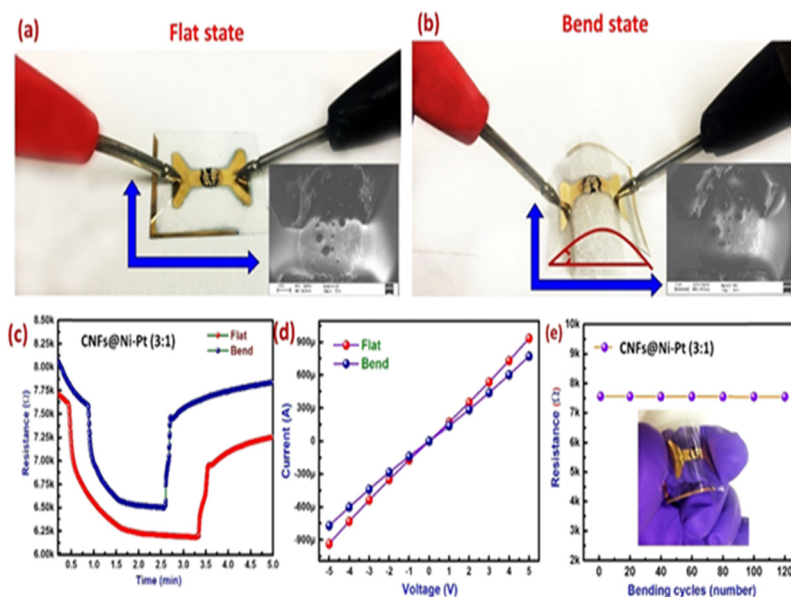 (a)
Flat state
(b)
Bend state
(c)
8.50k
8.25k
8.00k
7.75k
7.50k
7.25k
7.00k
6.75k
6.50k
6.25k
6.00k
Resistance (Ω)
CNFs@Ni-Pt (3:1)
Flat
Bend
0.5 1.0 1.5 2.0 2.5 3.0 3.5 4.0 4.5 5.0
Time (min)
(d)
900µ
600µ
300µ
0
-300µ
-600µ
-900µ
Current (A)
Flat
Bend
-5 -4 -3 -2 -1 0 1 2 3 4 5
Voltage (V)
(e)
10k
9k
8k
7k
6k
5k
4k
3k
2k
Resistance (Ω)
CNFs@Ni-Pt (3:1)
0 20 40 60 80 100 120
Bending cycles (number)